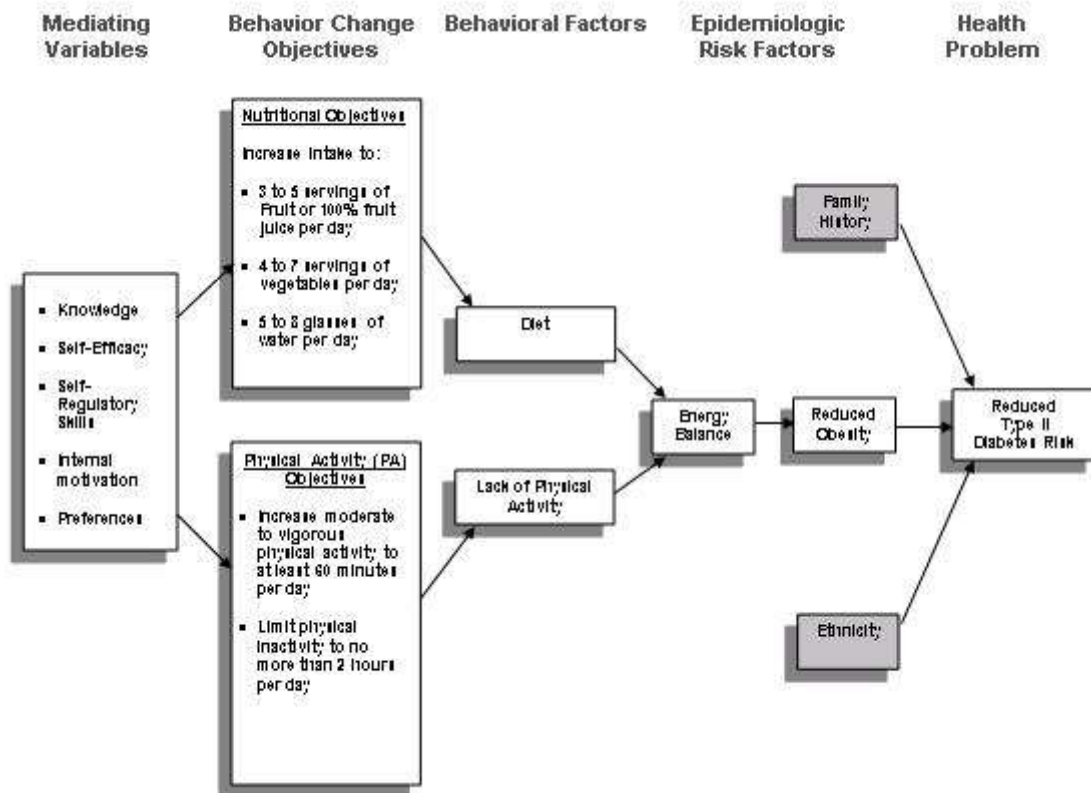 Mediating
Variables
Behavior Change
Objectives
Behavioral Factors
Epidemiologic
Risk Factors
Health
Problem
Nutritional Objectives
Increase Intake to:
▪ 3 to 5 servings of
Fruit or 100% fruit
juice per day
▪ 4 to 7 servings of
vegetables per day
▪ 5 to 8 glasses of
water per day
▪ Knowledge
▪ Self-Efficacy
▪ Self-
Regulatory
Skills
▪ Internal
motivation
▪ Preferences
Physical Activity (PA)
Objectives
▪ Increase moderate
to vigorous
physical activity to
at least 60 minutes
per day
▪ Limit physical
inactivity to no
more than 2 hours
per day
Diet
Lack of Physical
Activity
Energy
Balance
Reduced
Obesity
Family
History
Reduced
Type II
Diabetes Risk
Ethnicity